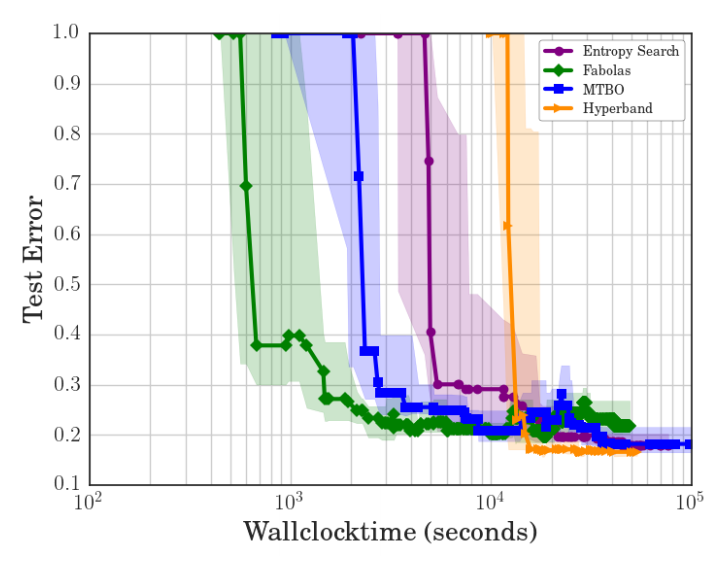 1.0
0.9
0.8
0.7
0.6
0.5
0.4
0.3
0.2
0.1
Test Error
10² 10³ 10⁴ 10⁵
Wallclocktime (seconds)
Entropy Search
Fabolas
MTBO
Hyperband